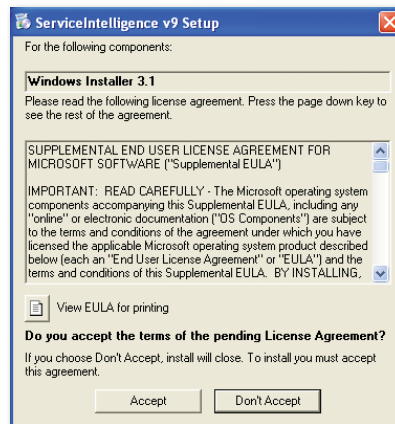 ServiceIntelligence v9 Setup
For the following components:
Windows Installer 3.1
Please read the following license agreement. Press the page down key to
see the rest of the agreement.
SUPPLEMENTAL END USER LICENSE AGREEMENT FOR
MICROSOFT SOFTWARE ("Supplemental EULA")
IMPORTANT: READ CAREFULLY - The Microsoft operating system
components accompanying this Supplemental EULA, including any
"online" or electronic documentation ("OS Components") are subject
to the terms and conditions of the agreement under which you have
licensed the applicable Microsoft operating system product described
below (each an "End User License Agreement" or "EULA") and the
terms and conditions of this Supplemental EULA. BY INSTALLING,
View EULA for printing
Do you accept the terms of the pending License Agreement?
If you choose Don't Accept, install will close. To install you must accept
this agreement.
Accept
Don't Accept